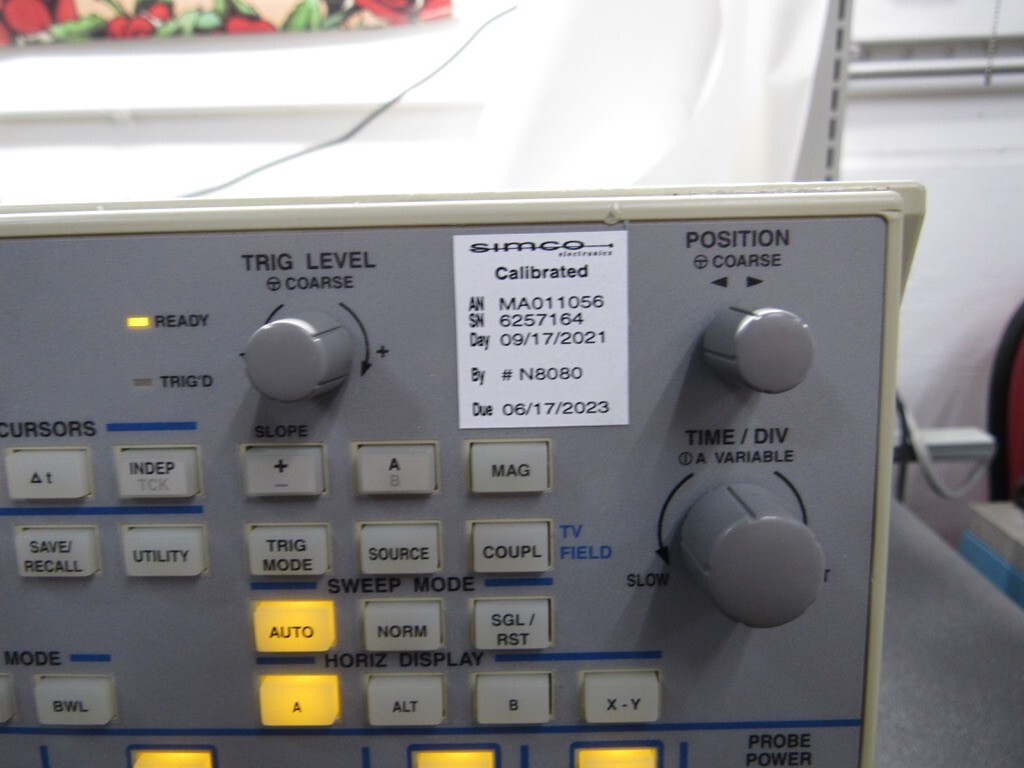 TRIG LEVEL
COARSE
READY
+
TRIG'D
simco
electronics
Calibrated
AN MA011056
SN 6257164
Day 09/17/2021
By # N8080
Due 06/17/2023
POSITION
COARSE
CURSORS
SLOPE
TIME / DIV
A VARIABLE
Δt
INDEP
TCK
+
−
A
B
MAG
SAVE/
RECALL
UTILITY
TRIG
MODE
SOURCE
COUPL
TV
FIELD
SLOW
SWEEP MODE
AUTO
NORM
SGL /
RST
MODE
HORIZ DISPLAY
BWL
A
ALT
B
X - Y
PROBE
POWER